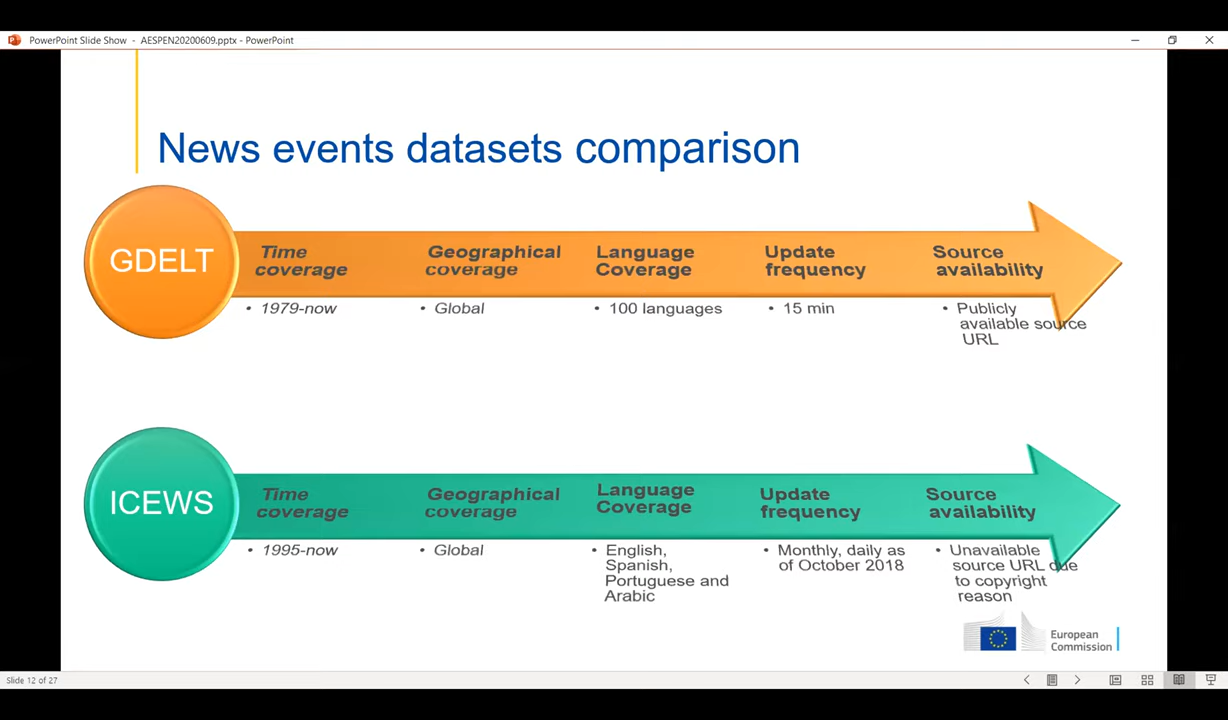 PowerPoint Slide Show - AESPEN20200609.pptx - PowerPoint
News events datasets comparison
GDELT
Time
coverage
• 1979-now
Geographical
coverage
• Global
Language
Coverage
• 100 languages
Update
frequency
• 15 min
Source
availability
• Publicly
available source
URL
ICEWS
Time
coverage
• 1995-now
Geographical
coverage
• Global
Language
Coverage
• English,
Spanish,
Portuguese and
Arabic
Update
frequency
• Monthly, daily as
of October 2018
Source
availability
• Unavailable
source URL due
to copyright
reason
European
Commission
Slide 12 of 27